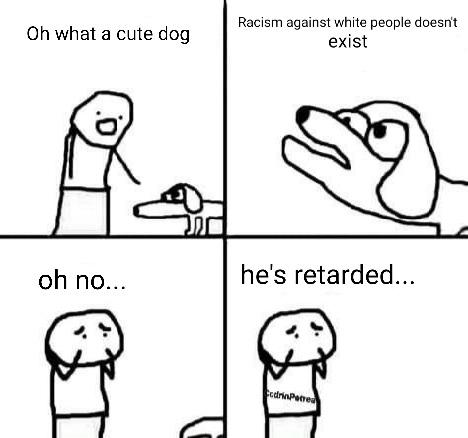 Oh what a cute dog
Racism against white people doesn't
exist
oh no...
he's retarded...